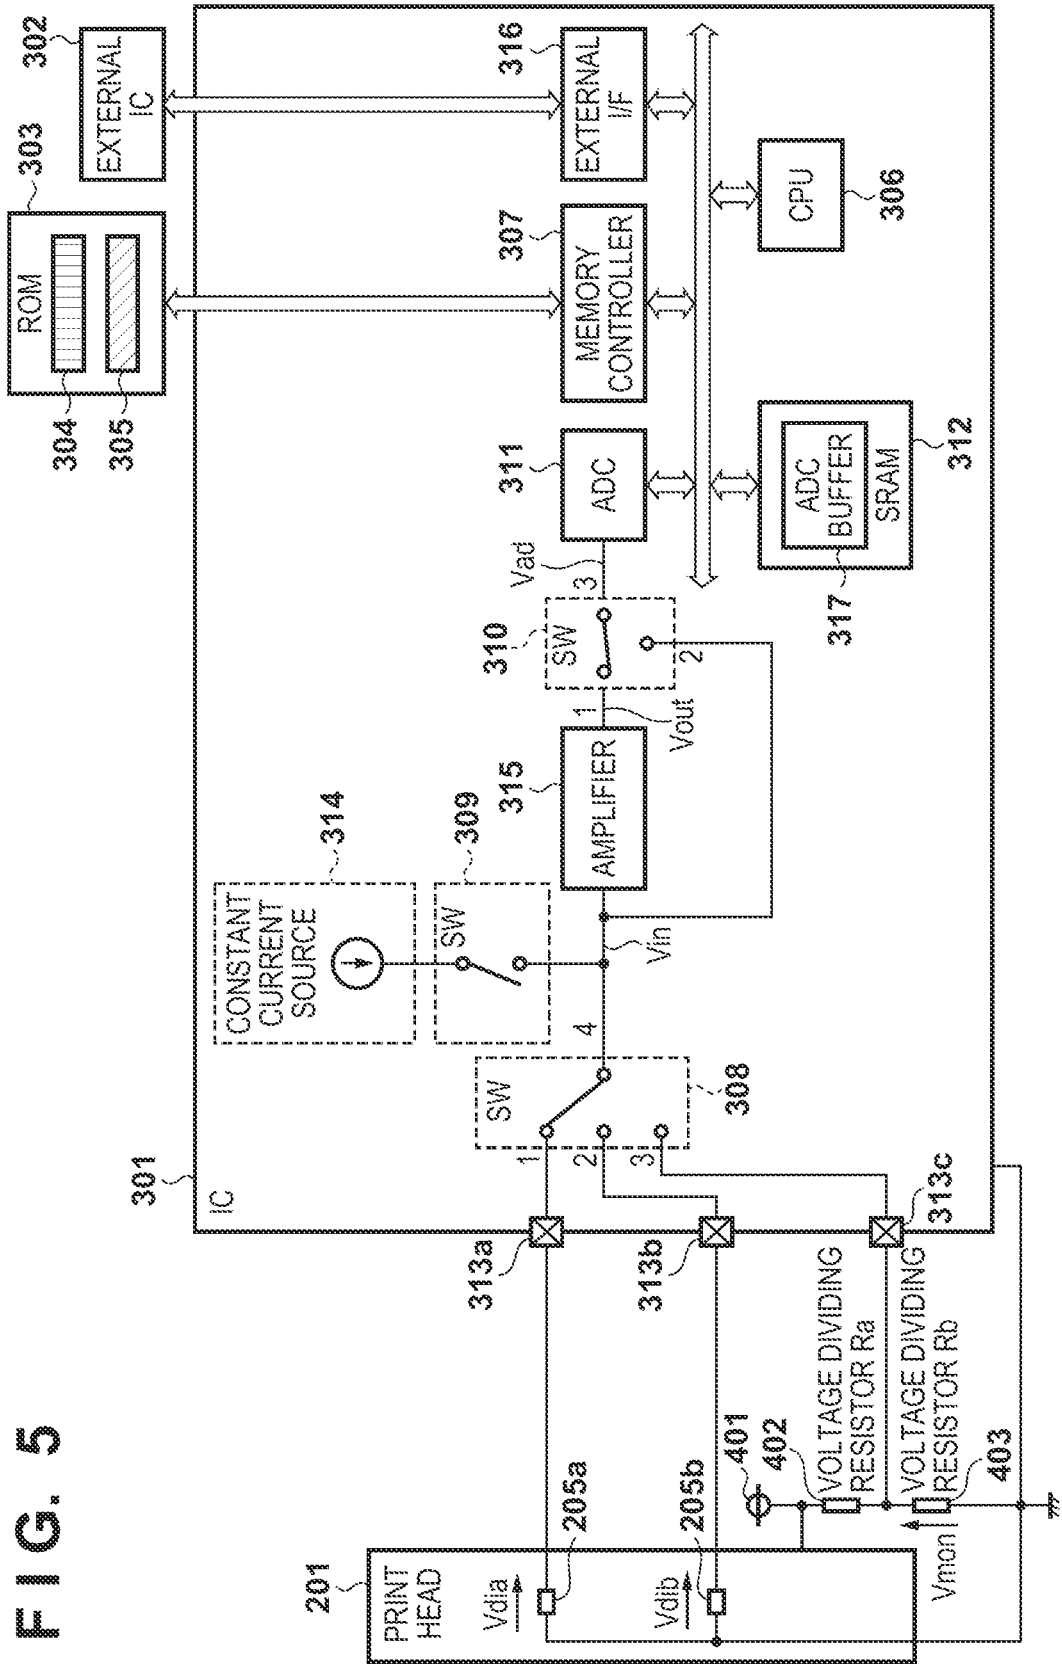 FIG. 5
301
IC
303
ROM
304
305
302
EXTERNAL
IC
314
CONSTANT
CURRENT
SOURCE
309
SW
315
AMPLIFIER
310
SW
1
2
3
Vout
Vad
311
ADC
307
MEMORY
CONTROLLER
316
EXTERNAL
I/F
306
CPU
312
SRAM
ADC
BUFFER
317
Vin
4
SW
308
1
2
3
313a
313b
313c
201
PRINT
HEAD
Vdia
205a
Vdib
205b
401
402
VOLTAGE DIVIDING
RESISTOR Ra
VOLTAGE DIVIDING
RESISTOR Rb
403
Vmon